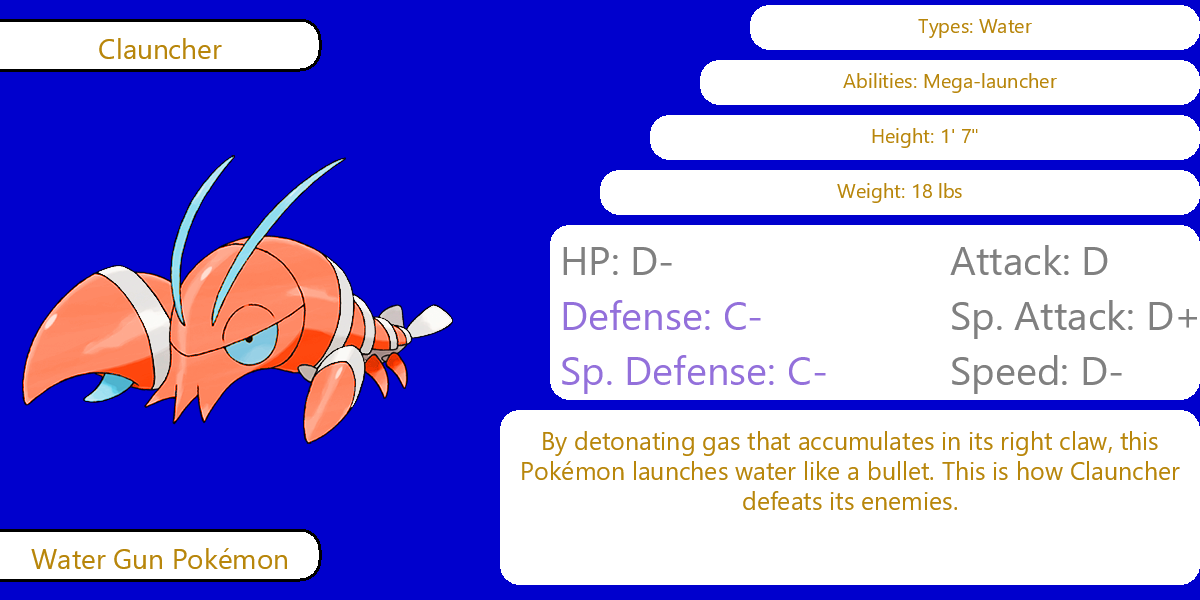 Clauncher
Types: Water
Abilities: Mega-launcher
Height: 1' 7"
Weight: 18 lbs
HP: D-
Attack: D
Defense: C-
Sp. Attack: D+
Sp. Defense: C-
Speed: D-
By detonating gas that accumulates in its right claw, this
Pokémon launches water like a bullet. This is how Clauncher
defeats its enemies.
Water Gun Pokémon